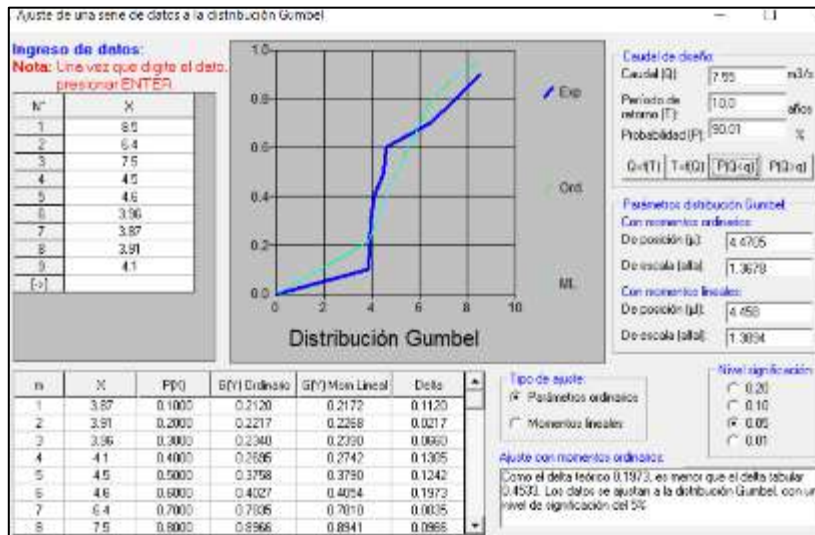 Ajuste de una serie de datos a la distribución Gumbel
Ingreso de datos:
Nota: Una vez que digite el dato, presionar ENTER
N° X
1 8.5
2 6.4
3 7.5
4 4.5
5 4.6
6 3.96
7 3.87
8 3.91
9 4.1
[->]
1.0
0.8
0.6
0.4
0.2
0.0
0 2 4 6 8 10
Exp
Ord.
ML
Distribución Gumbel
Caudal de diseño:
Caudal (Q): 7.55 m3/s
Período de retorno (T): 10.0 años
Probabilidad (P): 90.01 %
Q=f(T) T=f(Q) P(Q<q) P(Q>q)
Parámetros distribución Gumbel:
Con momentos ordinarios:
De posición (µ): 4.4705
De escala (alfa): 1.3678
Con momentos lineales:
De posición (µl): 4.458
De escala (alfal): 1.3894
m X P(X) G(Y) Ordinario G(Y) Mom Lineal Delta
1 3.87 0.1000 0.2120 0.2172 0.1120
2 3.91 0.2000 0.2217 0.2268 0.0217
3 3.96 0.3000 0.2340 0.2390 0.0660
4 4.1 0.4000 0.2695 0.2742 0.1305
5 4.5 0.5000 0.3758 0.3790 0.1242
6 4.6 0.6000 0.4027 0.4054 0.1973
7 6.4 0.7000 0.7835 0.7810 0.0835
8 7.5 0.8000 0.8966 0.8941 0.0966
Tipo de ajuste:
Parámetros ordinarios
Momentos lineales
Nivel significación:
0.20
0.10
0.05
0.01
Ajuste con momentos ordinarios:
Como el delta teórico 0.1973, es menor que el delta tabular
0.4533. Los datos se ajustan a la distribución Gumbel, con un
nivel de significación del 5%